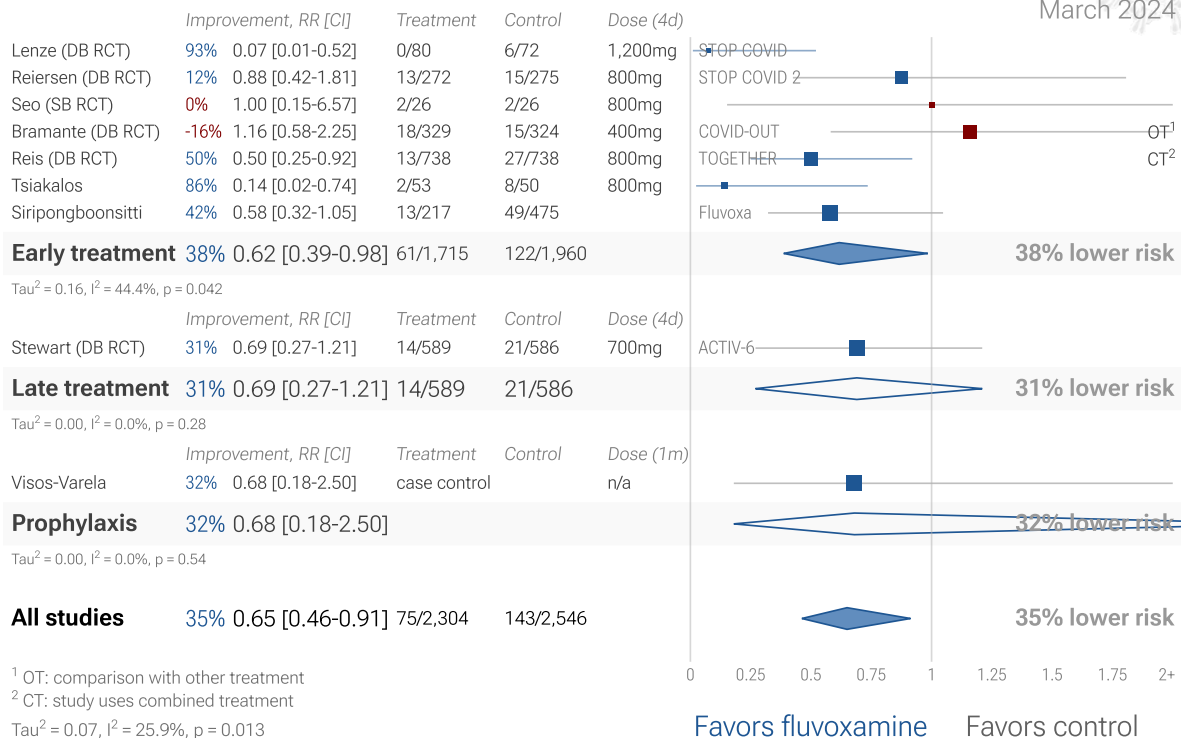 March 2024
Improvement, RR [CI] Treatment Control Dose (4d)
Lenze (DB RCT) 93% 0.07 [0.01-0.52] 0/80 6/72 1,200mg STOP COVID
Reiersen (DB RCT) 12% 0.88 [0.42-1.81] 13/272 15/275 800mg STOP COVID 2
Seo (SB RCT) 0% 1.00 [0.15-6.57] 2/26 2/26 800mg
Bramante (DB RCT) -16% 1.16 [0.58-2.25] 18/329 15/324 400mg COVID-OUT OT1
Reis (DB RCT) 50% 0.50 [0.25-0.92] 13/738 27/738 800mg TOGETHER CT2
Tsiakalos 86% 0.14 [0.02-0.74] 2/53 8/50 800mg
Siripongboonsitti 42% 0.58 [0.32-1.05] 13/217 49/475 Fluvoxa
Early treatment 38% 0.62 [0.39-0.98] 61/1,715 122/1,960 38% lower risk
Tau2 = 0.16, I2 = 44.4%, p = 0.042
Improvement, RR [CI] Treatment Control Dose (4d)
Stewart (DB RCT) 31% 0.69 [0.27-1.21] 14/589 21/586 700mg ACTIV-6
Late treatment 31% 0.69 [0.27-1.21] 14/589 21/586 31% lower risk
Tau2 = 0.00, I2 = 0.0%, p = 0.28
Improvement, RR [CI] Treatment Control Dose (1m)
Visos-Varela 32% 0.68 [0.18-2.50] case control n/a
Prophylaxis 32% 0.68 [0.18-2.50] 32% lower risk
Tau2 = 0.00, I2 = 0.0%, p = 0.54
All studies 35% 0.65 [0.46-0.91] 75/2,304 143/2,546 35% lower risk
0 0.25 0.5 0.75 1 1.25 1.5 1.75 2+
1 OT: comparison with other treatment
2 CT: study uses combined treatment
Tau2 = 0.07, I2 = 25.9%, p = 0.013
Favors fluvoxamine Favors control